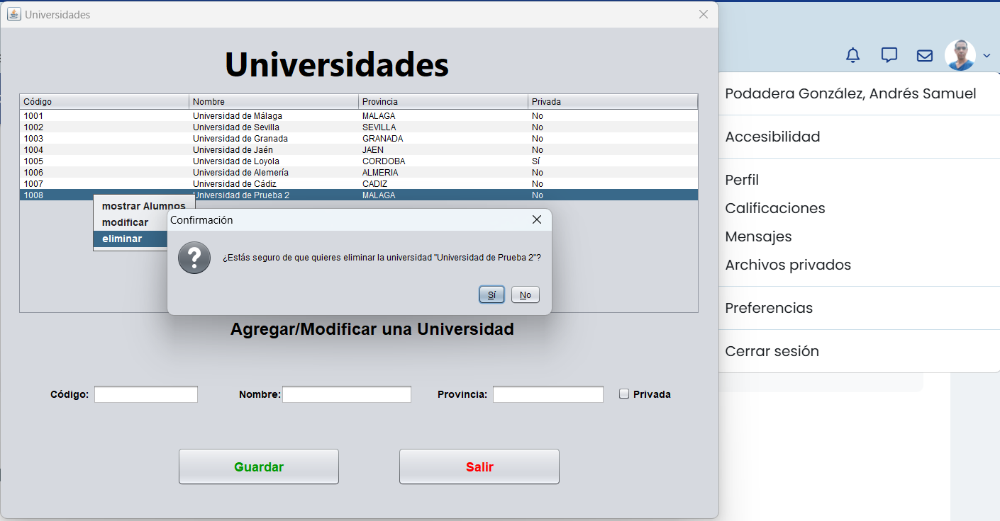 Universidades
Universidades
Código Nombre Provincia Privada
1001 Universidad de Málaga MALAGA No
1002 Universidad de Sevilla SEVILLA No
1003 Universidad de Granada GRANADA No
1004 Universidad de Jaén JAEN No
1005 Universidad de Loyola CORDOBA Sí
1006 Universidad de Alemería ALMERIA No
1007 Universidad de Cádiz CADIZ No
1008 Universidad de Prueba 2 MALAGA No
mostrar Alumnos
modificar
eliminar
Confirmación
¿Estás seguro de que quieres eliminar la universidad "Universidad de Prueba 2"?
Sí No
Agregar/Modificar una Universidad
Código: Nombre: Provincia: Privada
Guardar Salir
Podadera González, Andrés Samuel
Accesibilidad
Perfil
Calificaciones
Mensajes
Archivos privados
Preferencias
Cerrar sesión